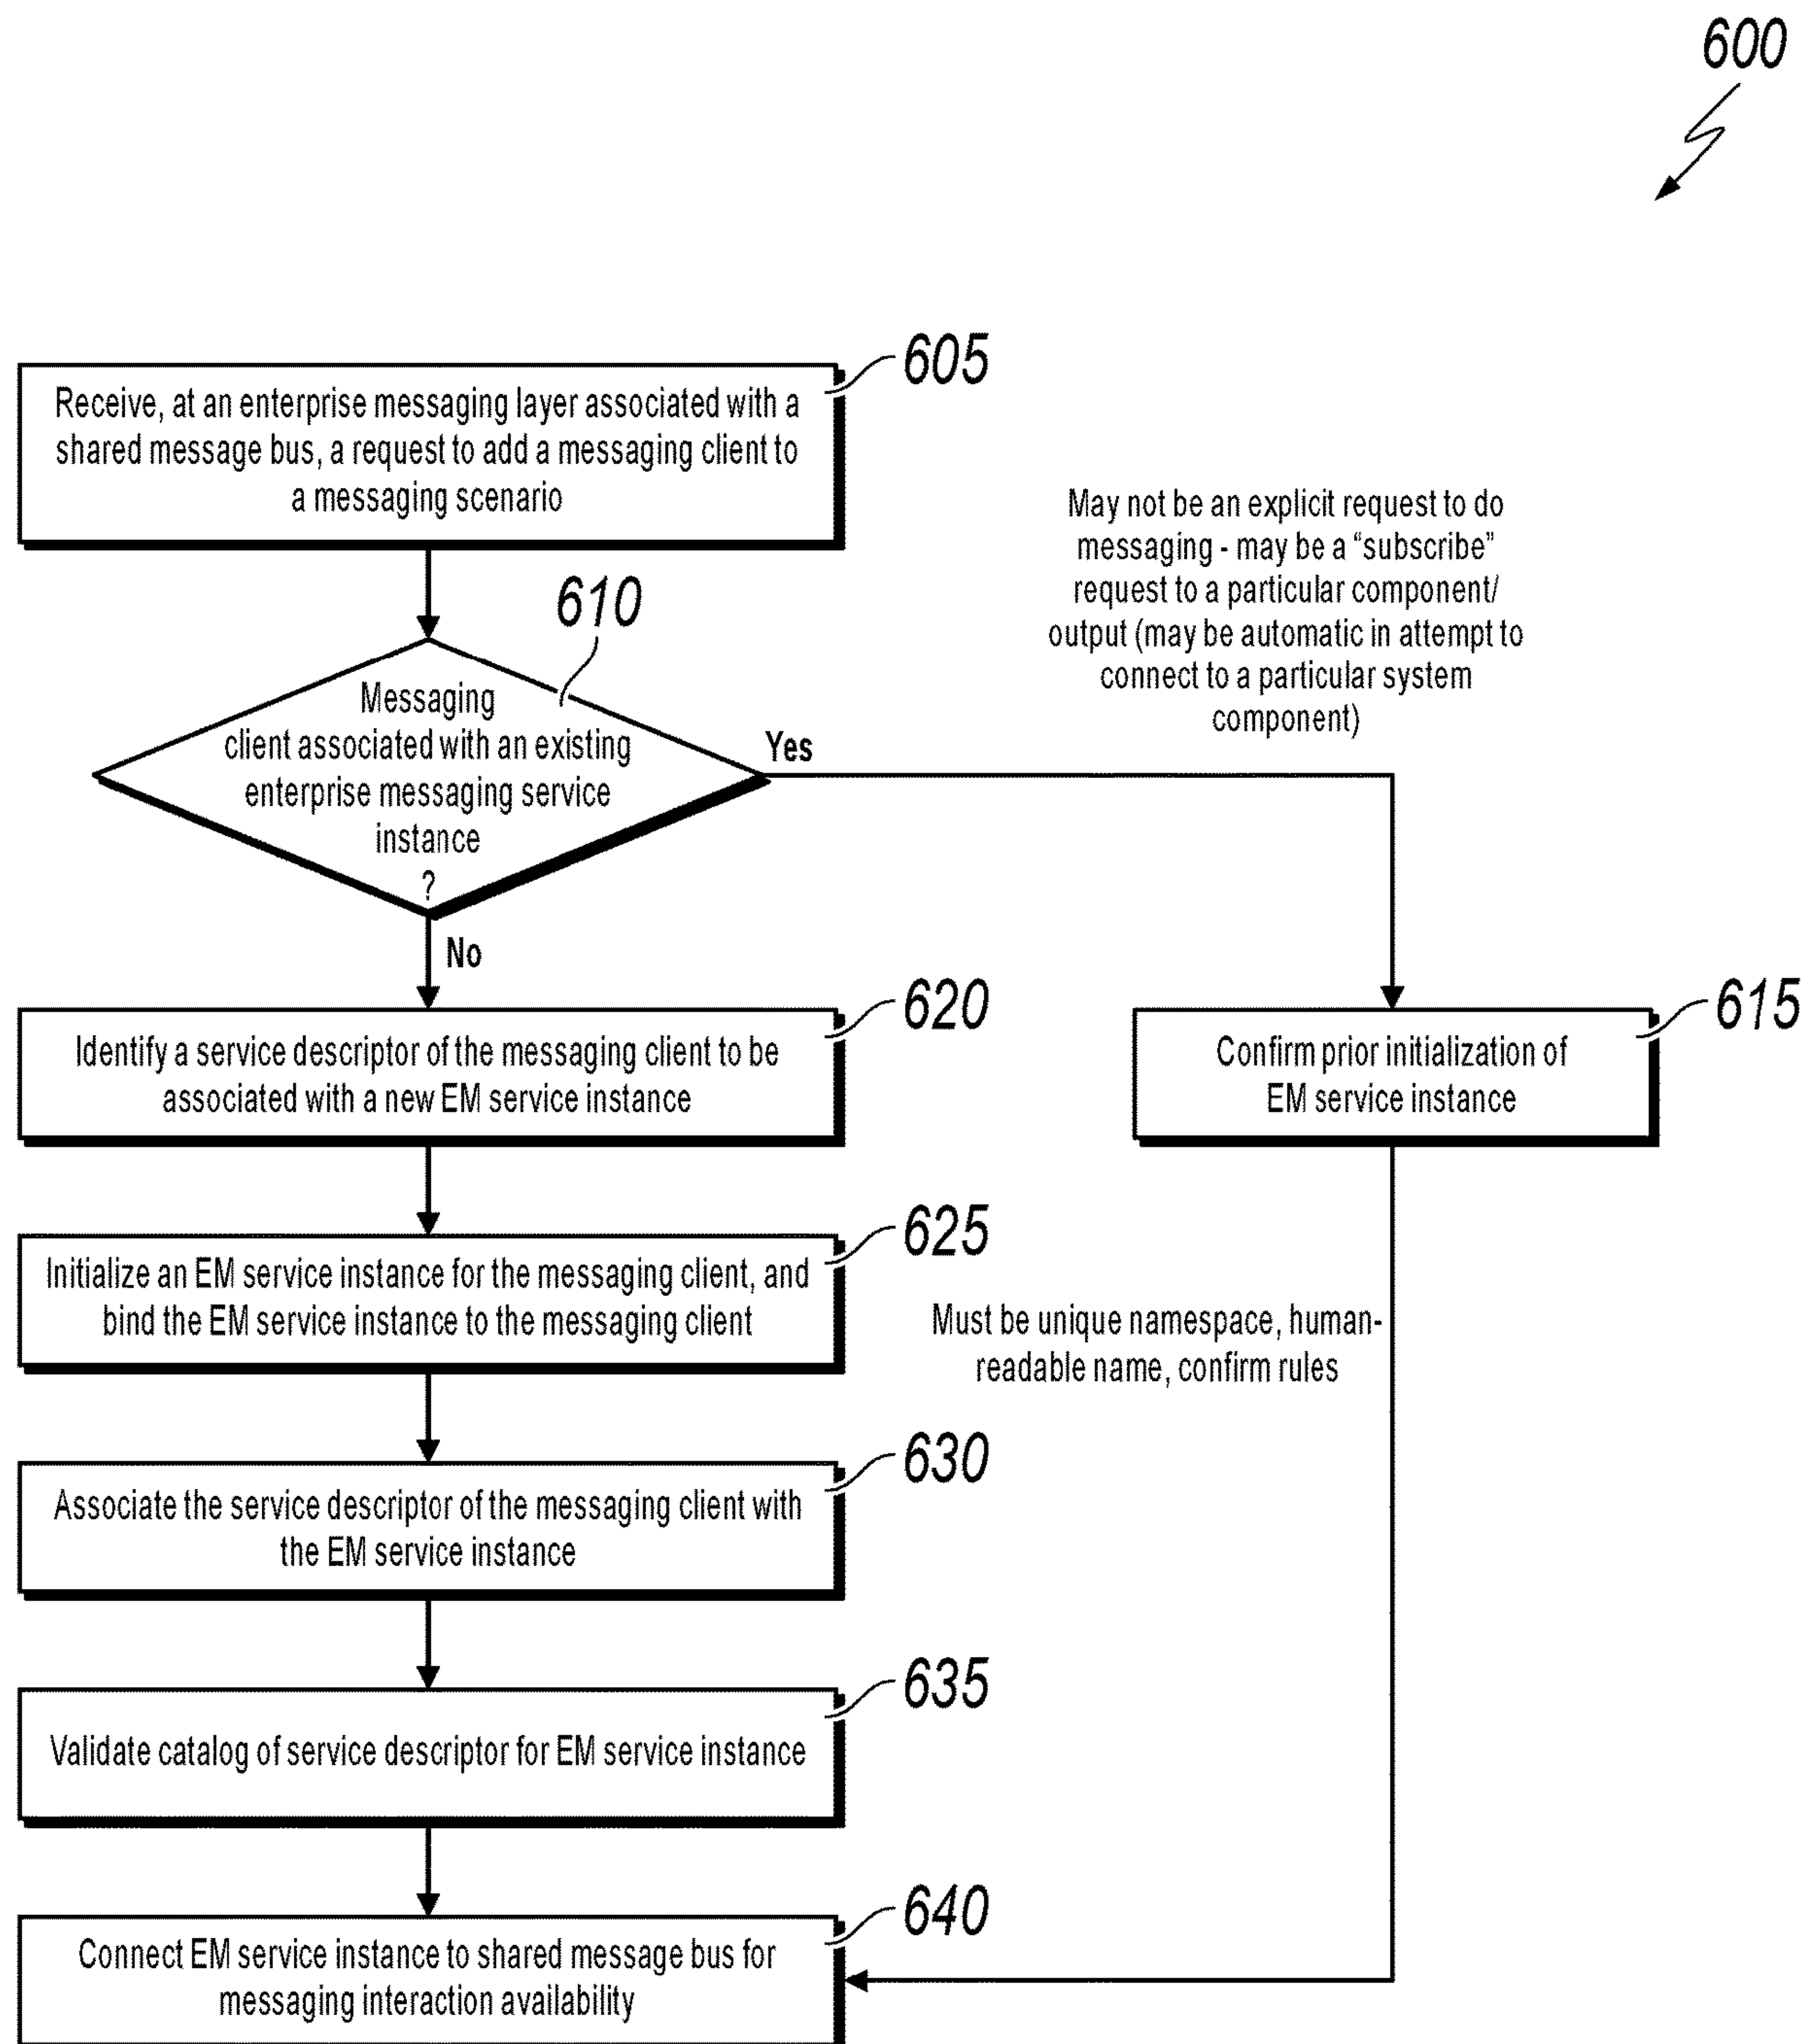 600
605
Receive, at an enterprise messaging layer associated with a
shared message bus, a request to add a messaging client to
a messaging scenario
May not be an explicit request to do
messaging - may be a “subscribe”
request to a particular component/
output (may be automatic in attempt to
connect to a particular system
component)
610
Messaging
client associated with an existing
enterprise messaging service
instance
?
Yes
No
620
Identify a service descriptor of the messaging client to be
associated with a new EM service instance
615
Confirm prior initialization of
EM service instance
625
Initialize an EM service instance for the messaging client, and
bind the EM service instance to the messaging client
Must be unique namespace, human-
readable name, confirm rules
630
Associate the service descriptor of the messaging client with
the EM service instance
635
Validate catalog of service descriptor for EM service instance
640
Connect EM service instance to shared message bus for
messaging interaction availability